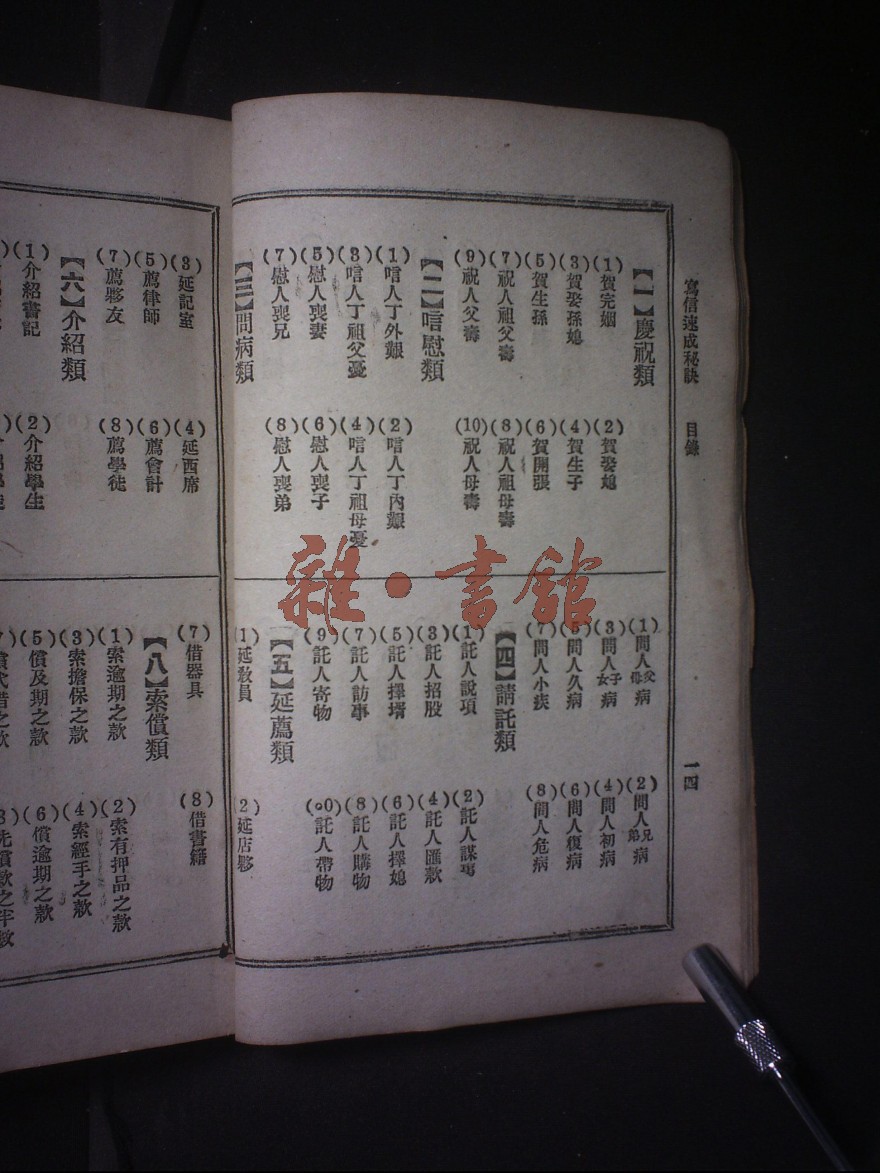 寫信速成秘訣　目錄
一四
【一】慶祝類
(1)賀完姻
(2)賀娶媳
(3)賀娶孫媳
(4)賀生子
(5)賀生孫
(6)賀開張
(7)祝人祖父壽
(8)祝人祖母壽
(9)祝人父壽
(10)祝人母壽
【二】唁慰類
(1)唁人丁外艱
(2)唁人丁內艱
(3)唁人丁祖父憂
(4)唁人丁祖母憂
(5)慰人喪妻
(6)慰人喪子
(7)慰人喪兄
(8)慰人喪弟
【三】問病類
(1)問人父母病
(2)問人兄弟病
(3)問人子女病
(4)問人初病
(5)問人久病
(6)問人復病
(7)問人小疾
(8)問人危病
【四】請託類
(1)託人說項
(2)託人謀事
(3)託人招股
(4)託人匯款
(5)託人擇壻
(6)託人擇媳
(7)託人訪事
(8)託人購物
(9)託人寄物
託人帶物
【五】延薦類
(1)延教員
(2)延店夥
(3)延記室
(4)延西席
(5)薦律師
(6)薦會計
(7)薦夥友
(8)薦學徒
【六】介紹類
(1)介紹書記
(2)介紹學生
(7)借器具
(8)借書籍
【八】索償類
(1)索逾期之款
(2)索有押品之款
(3)索擔保之款
(4)索經手之款
(5)償及期之款
(6)償逾期之款
雜·書館